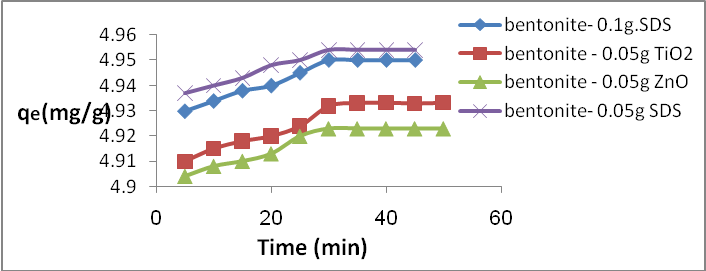 4.96
4.95
4.94
4.93
4.92
4.91
4.9
qe(mg/g)
0
20
40
60
Time (min)
bentonite- 0.1g.SDS
bentonite - 0.05g TiO2
bentonite - 0.05g ZnO
bentonite- 0.05g SDS